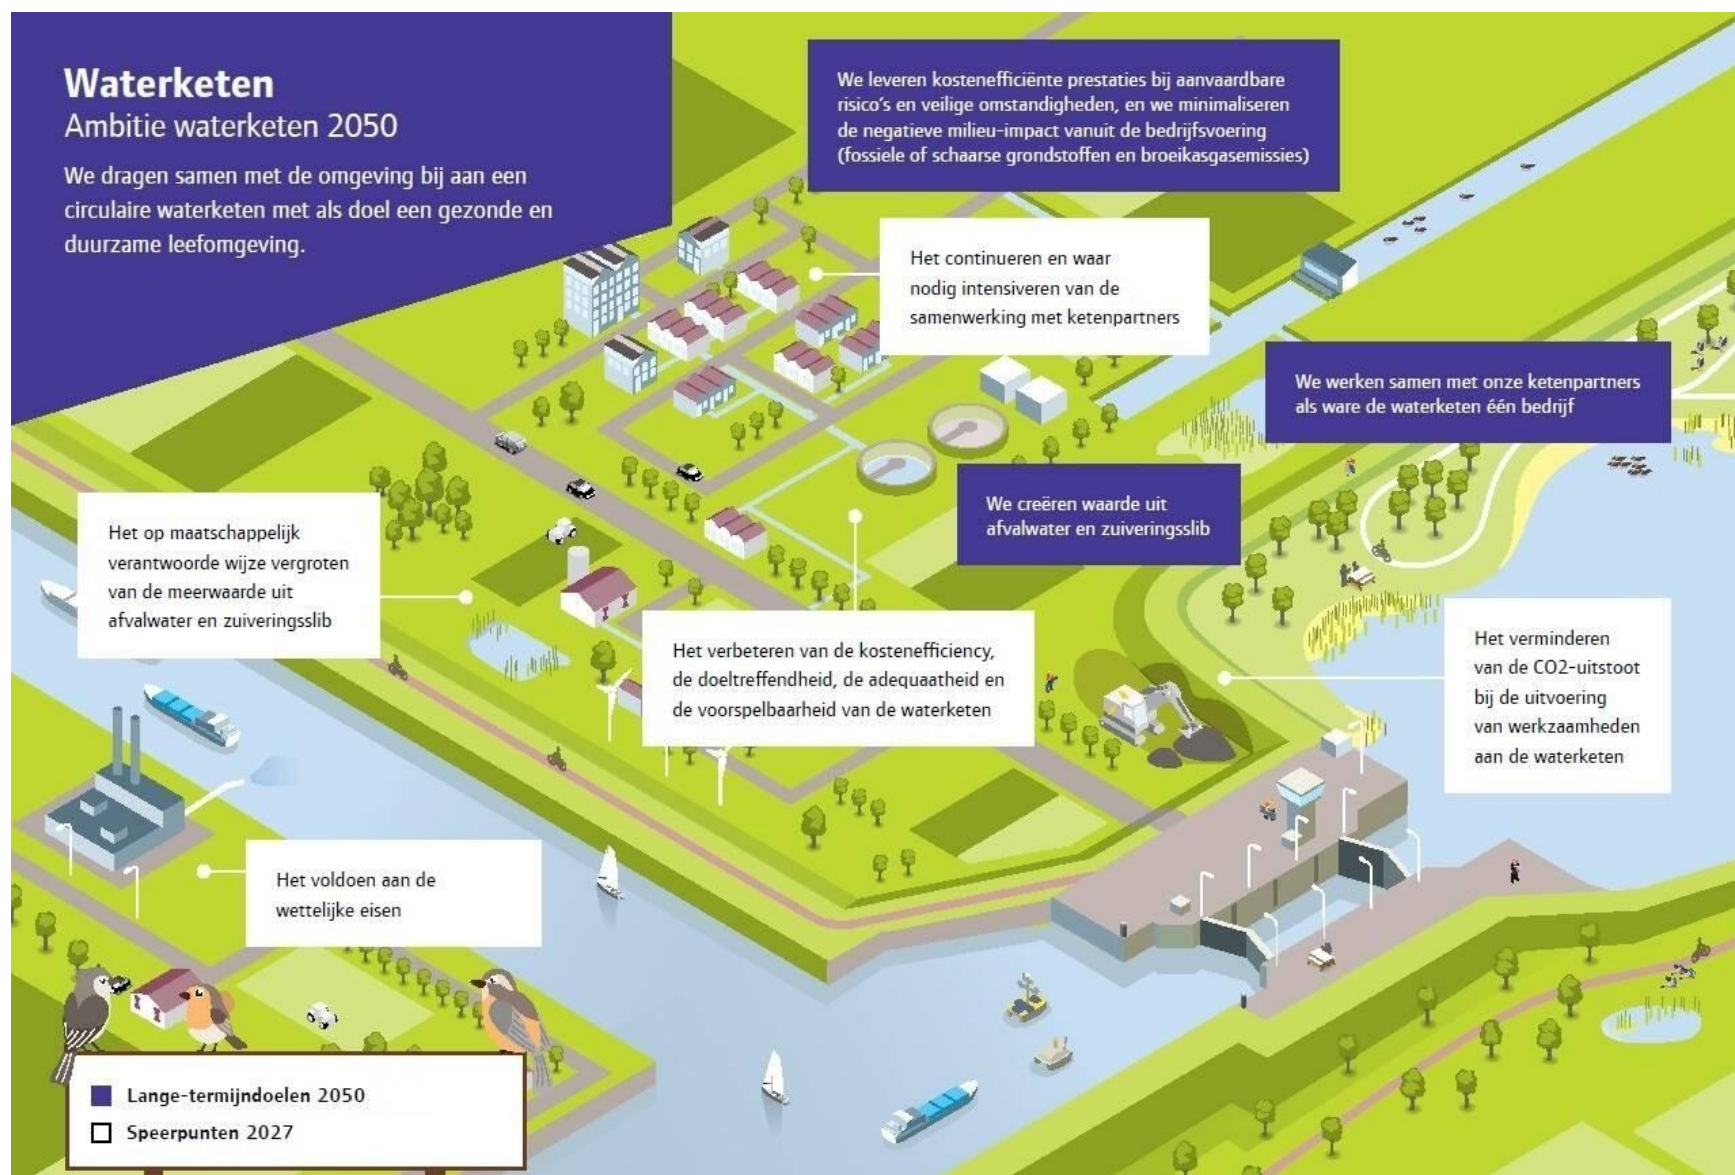 Waterketen
Ambitie waterketen 2050
We dragen samen met de omgeving bij aan een
circulaire waterketen met als doel een gezonde en
duurzame leefomgeving.
We leveren kostenefficiënte prestaties bij aanvaardbare
risico's en veilige omstandigheden, en we minimaliseren
de negatieve milieu-impact vanuit de bedrijfsvoering
(fossiele of schaarse grondstoffen en broeikasgasemissies)
Het continueren en waar
nodig intensiveren van de
samenwerking met ketenpartners
We werken samen met onze ketenpartners
als ware de waterketen één bedrijf
We creëren waarde uit
afvalwater en zuiveringsslib
Het op maatschappelijk
verantwoorde wijze vergroten
van de meerwaarde uit
afvalwater en zuiveringsslib
Het verbeteren van de kostenefficiency,
de doeltreffendheid, de adequaatheid en
de voorspelbaarheid van de waterketen
Het verminderen
van de CO2-uitstoot
bij de uitvoering
van werkzaamheden
aan de waterketen
Het voldoen aan de
wettelijke eisen
Lange-termijndoelen 2050
Speerpunten 2027